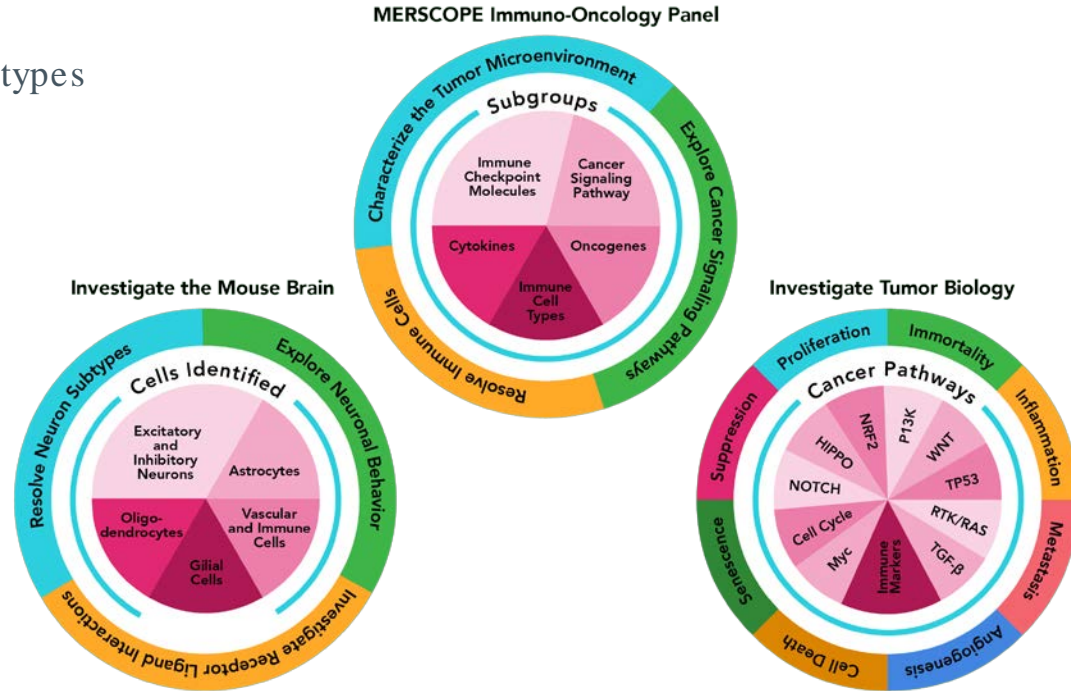 types
MERSCOPE Immuno-Oncology Panel
Characterize the Tumor Microenvironment
Explore Cancer Signaling Pathways
Resolve Immune Cells
Subgroups
Immune
Checkpoint
Molecules
Cancer
Signaling
Pathway
Cytokines
Oncogenes
Immune
Cell
Types
Investigate the Mouse Brain
Resolve Neuron Subtypes
Explore Neuronal Behavior
Investigate Receptor Ligand Interactions
Cells Identified
Excitatory
and
Inhibitory
Neurons
Astrocytes
Oligo-
dendrocytes
Vascular
and Immune
Cells
Gilial
Cells
Investigate Tumor Biology
Proliferation
Immortality
Inflammation
Metastasis
Angiogenesis
Cell Death
Senescence
Suppression
Cancer Pathways
NRF2
P13K
WNT
TP53
RTK/RAS
TGF-β
Immune
Markers
Myc
Cell Cycle
NOTCH
HIPPO